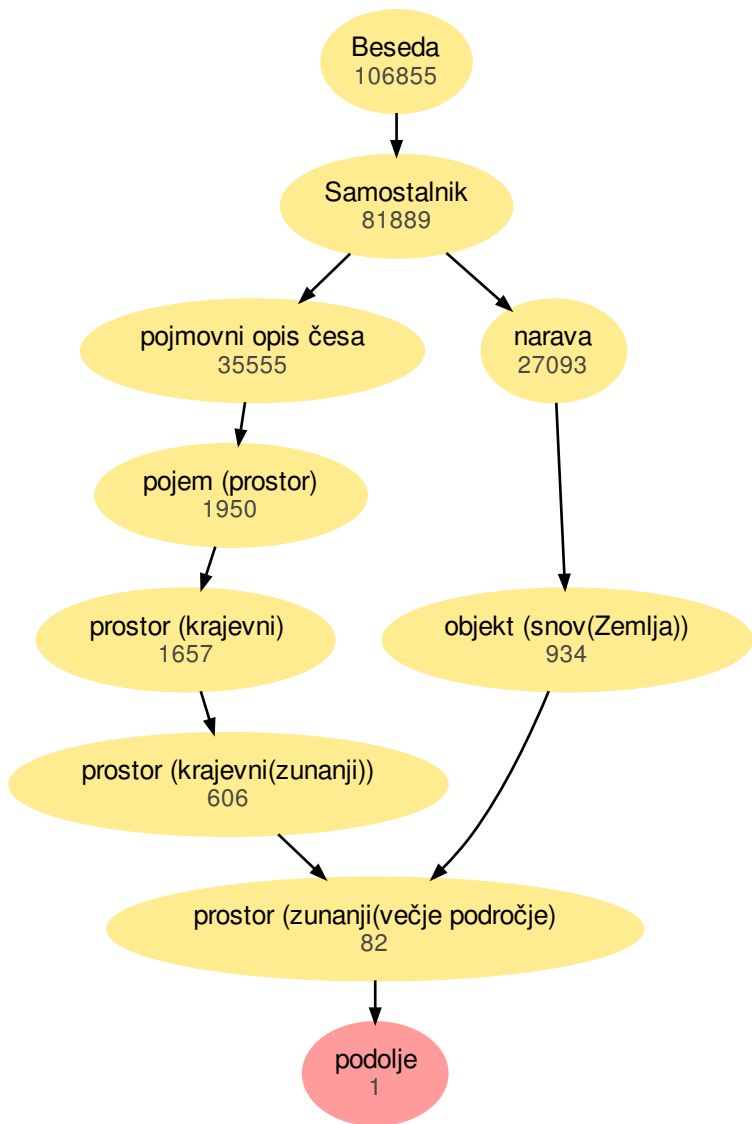 Beseda
106855
Samostalnik
81889
pojmovni opis česa
35555
narava
27093
pojem (prostor)
1950
prostor (krajevni)
1657
objekt (snov(Zemlja))
934
prostor (krajevni(zunanji))
606
prostor (zunanji(večje področje)
82
podolje
1